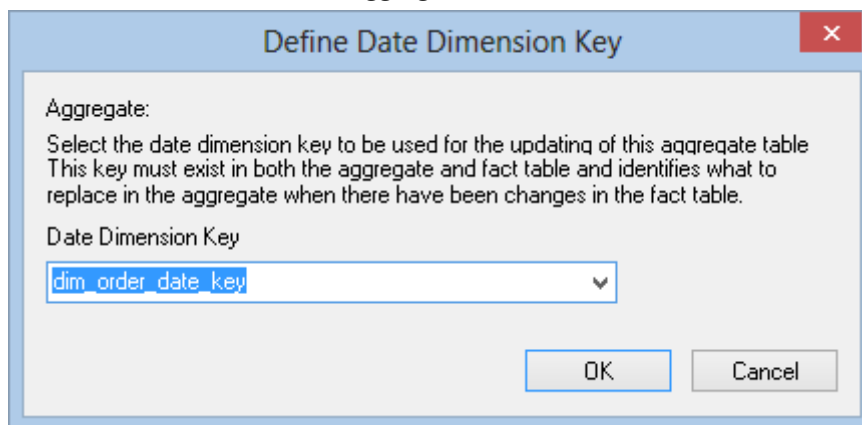 Define Date Dimension Key
Aggregate:
Select the date dimension key to be used for the updating of this aggregate table
This key must exist in both the aggregate and fact table and identifies what to
replace in the aggregate when there have been changes in the fact table.
Date Dimension Key
dim_order_date_key
OK Cancel